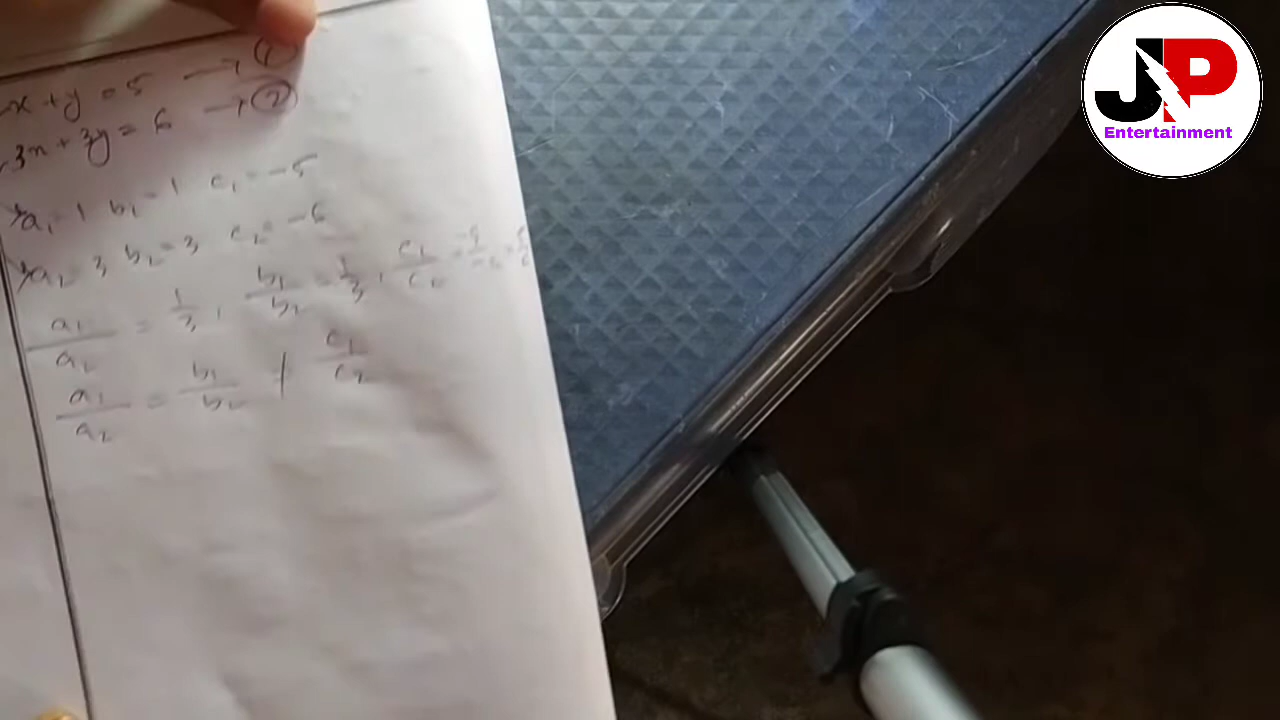 x + y = 5 → ①
3x + 3y = 6 → ②
a₁ = 1 b₁ = 1 c₁ = -5
a₂ = 3 b₂ = 3 c₂ = -6
a₁/a₂ = 1/3, b₁/b₂ = 1/3, c₁/c₂ =
a₁/a₂ = b₁/b₂ ≠ c₁/c₂
JP
Entertainment